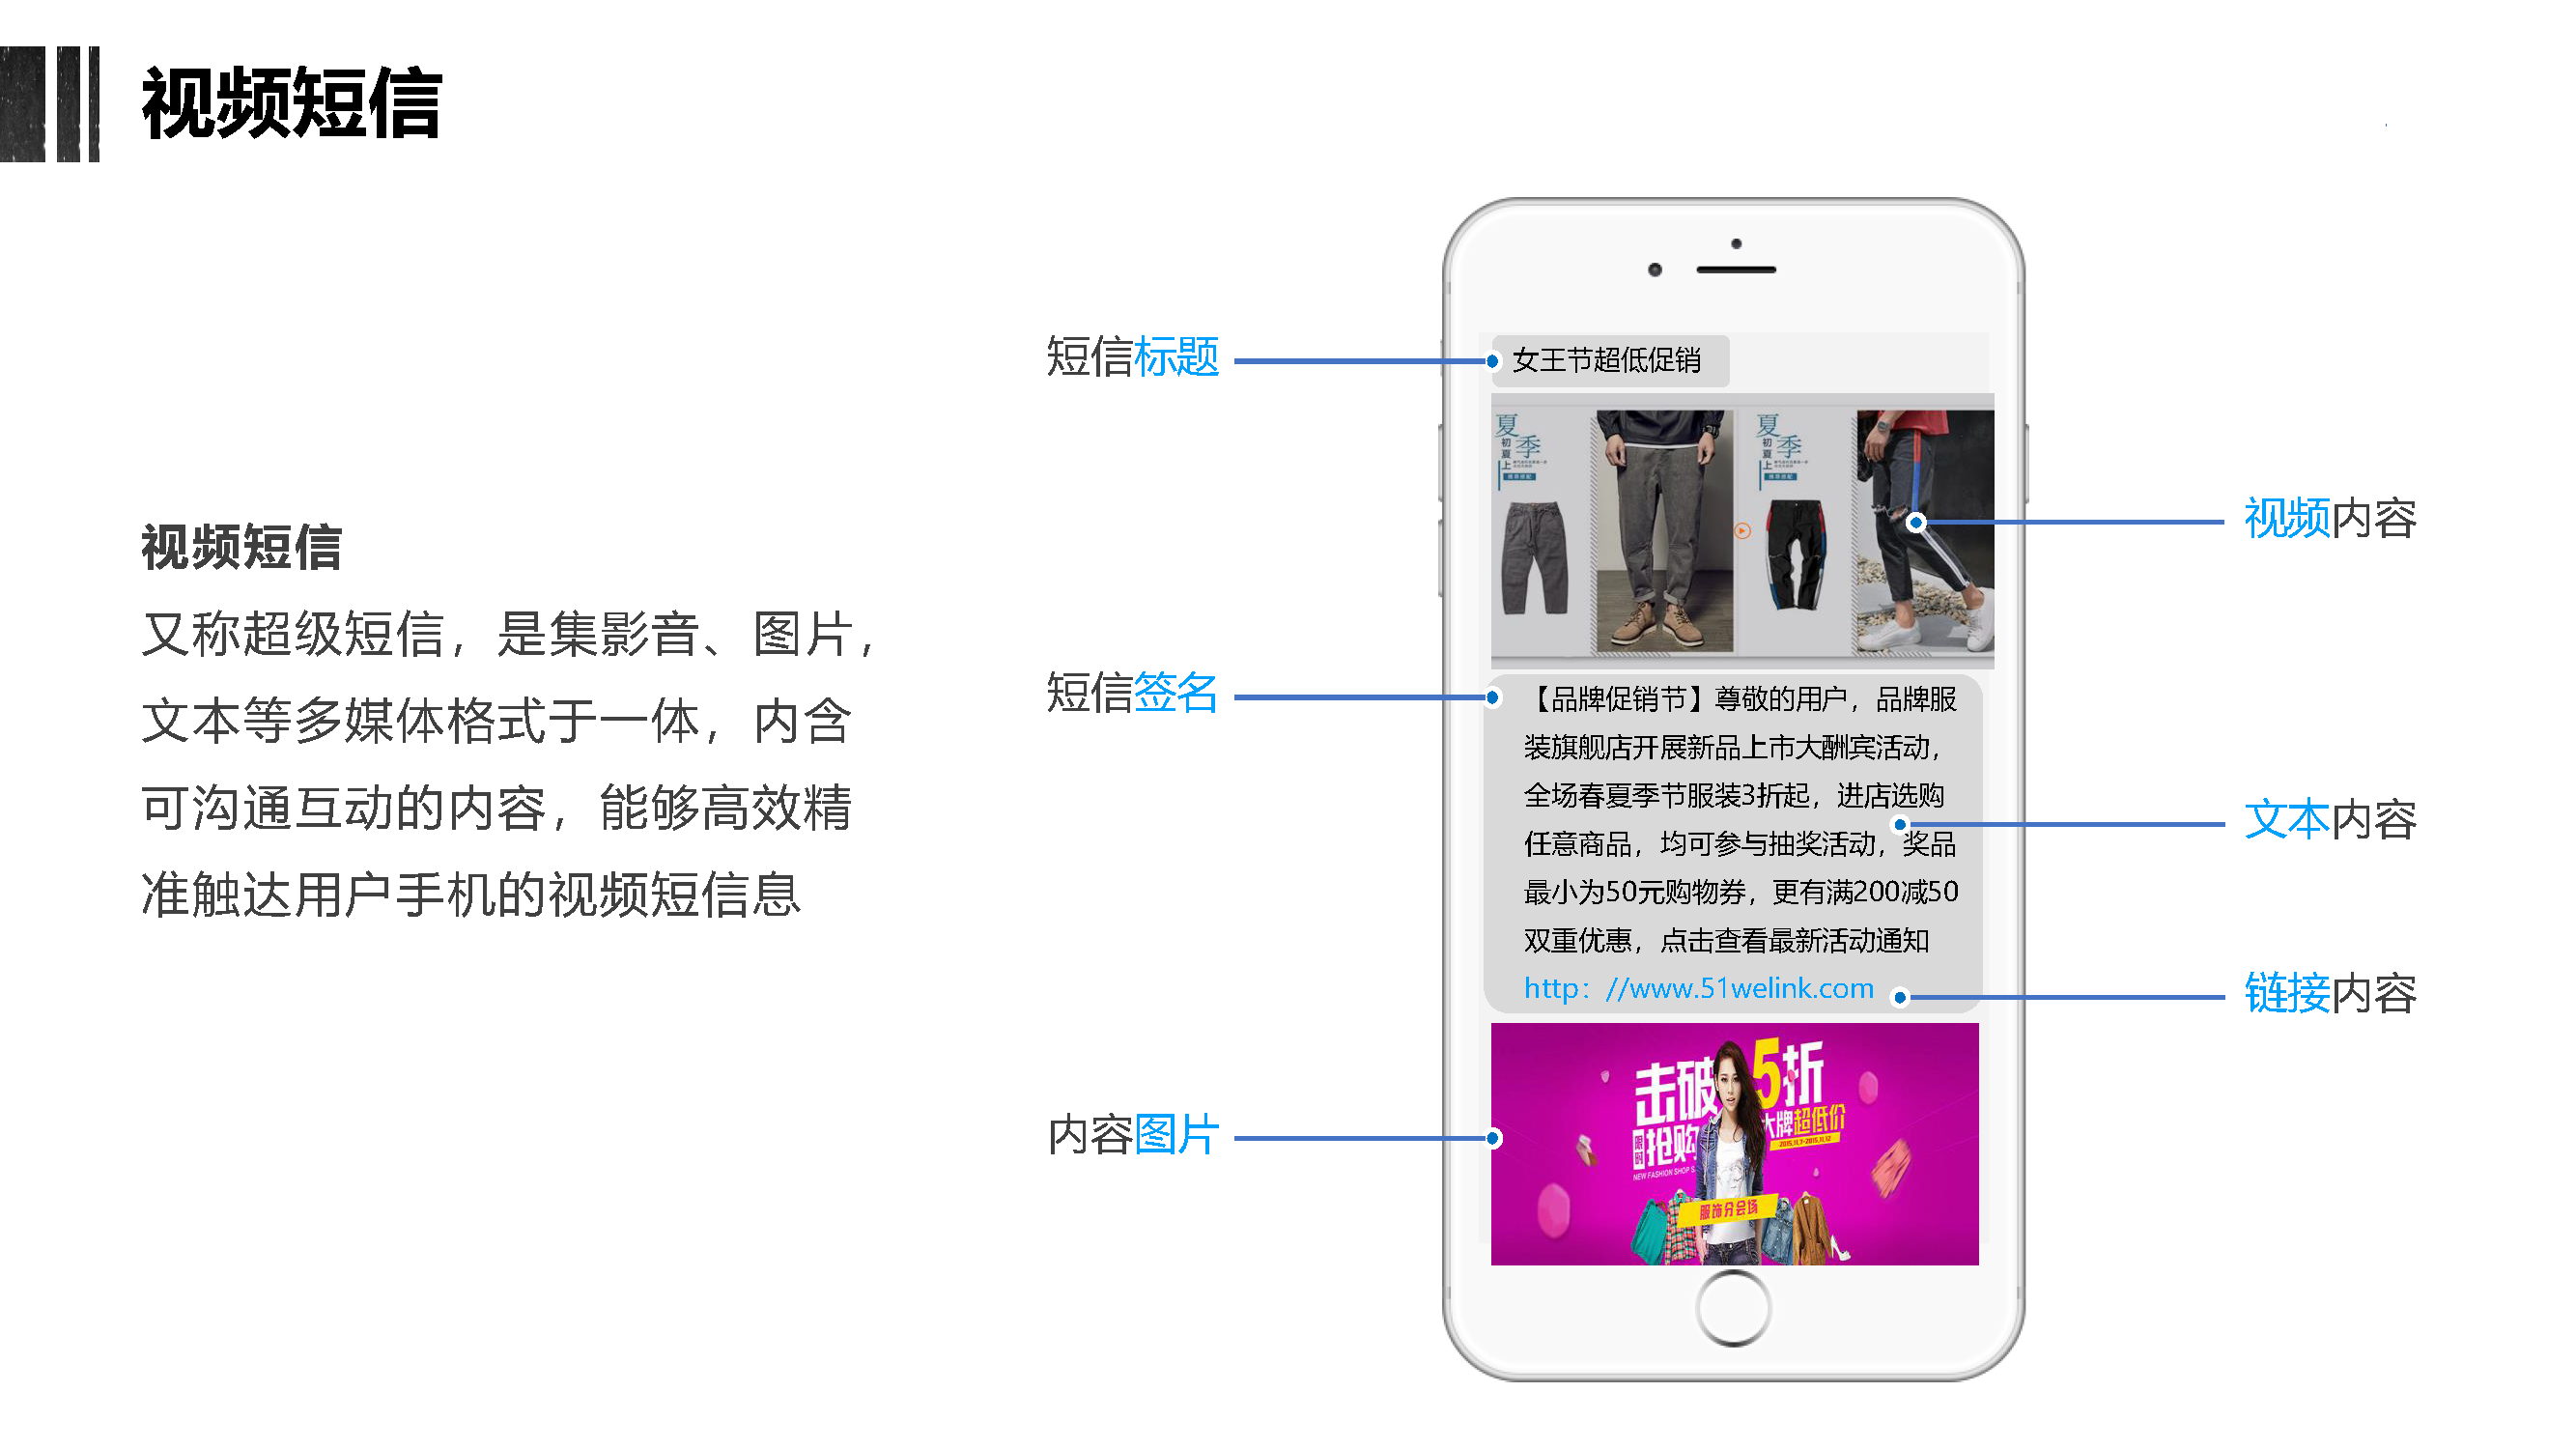 视频短信
视频短信
又称超级短信，是集影音、图片，
文本等多媒体格式于一体，内含
可沟通互动的内容，能够高效精
准触达用户手机的视频短信息
短信标题
短信签名
内容图片
女王节超低促销
夏季
初夏上
夏季
初夏上
【品牌促销节】尊敬的用户，品牌服
装旗舰店开展新品上市大酬宾活动，
全场春夏季节服装3折起，进店选购
任意商品，均可参与抽奖活动，奖品
最小为50元购物券，更有满200减50
双重优惠，点击查看最新活动通知
http：//www.51welink.com
击破5折
限时抢购
大牌超低价
2015.11.7-2015.11.12
NEW FASHION SHOP S
服饰分会场
视频内容
文本内容
链接内容